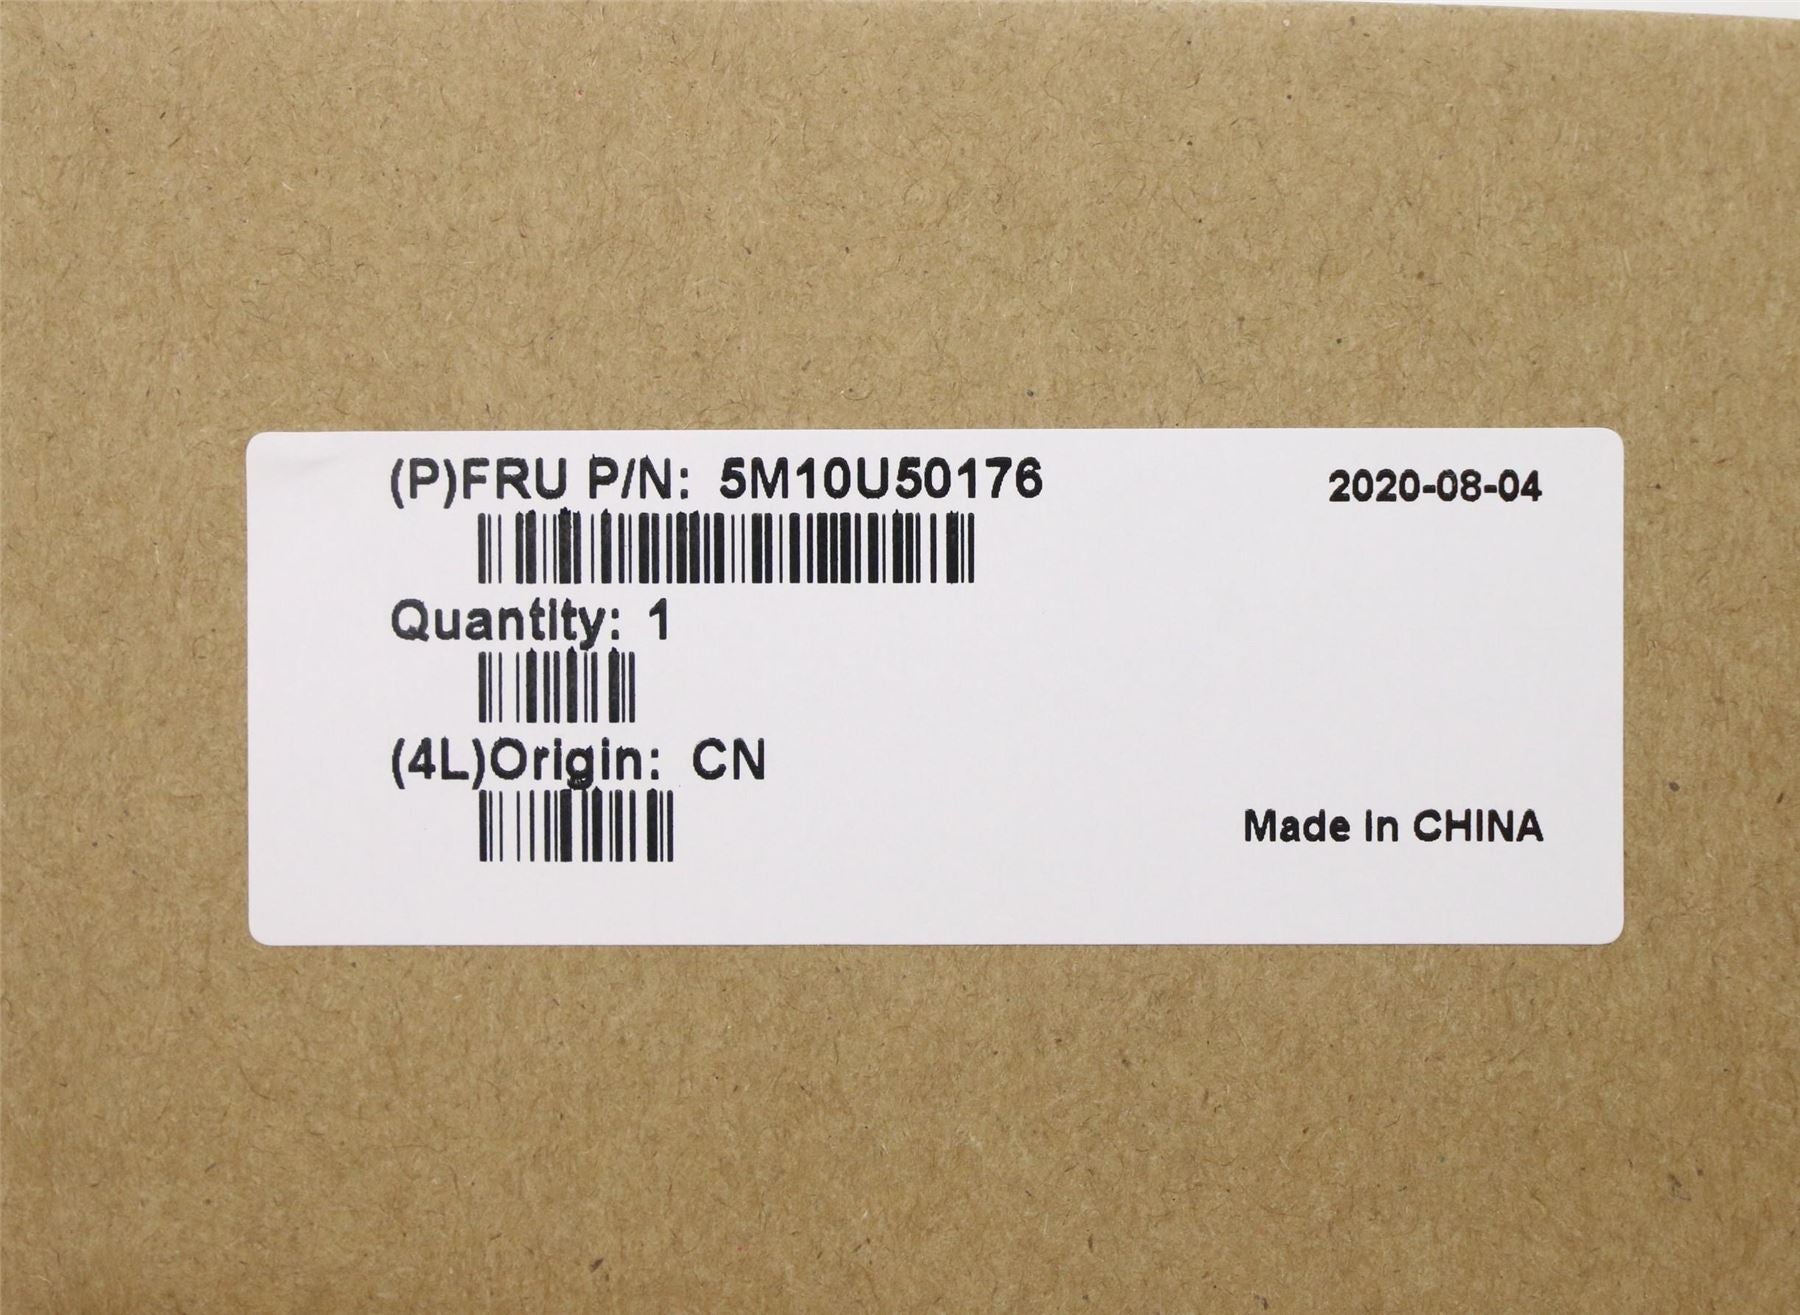 (P)FRU P/N: 5M10U50176
2020-08-04
Quantity: 1
(4L)Origin: CN
Made in CHINA